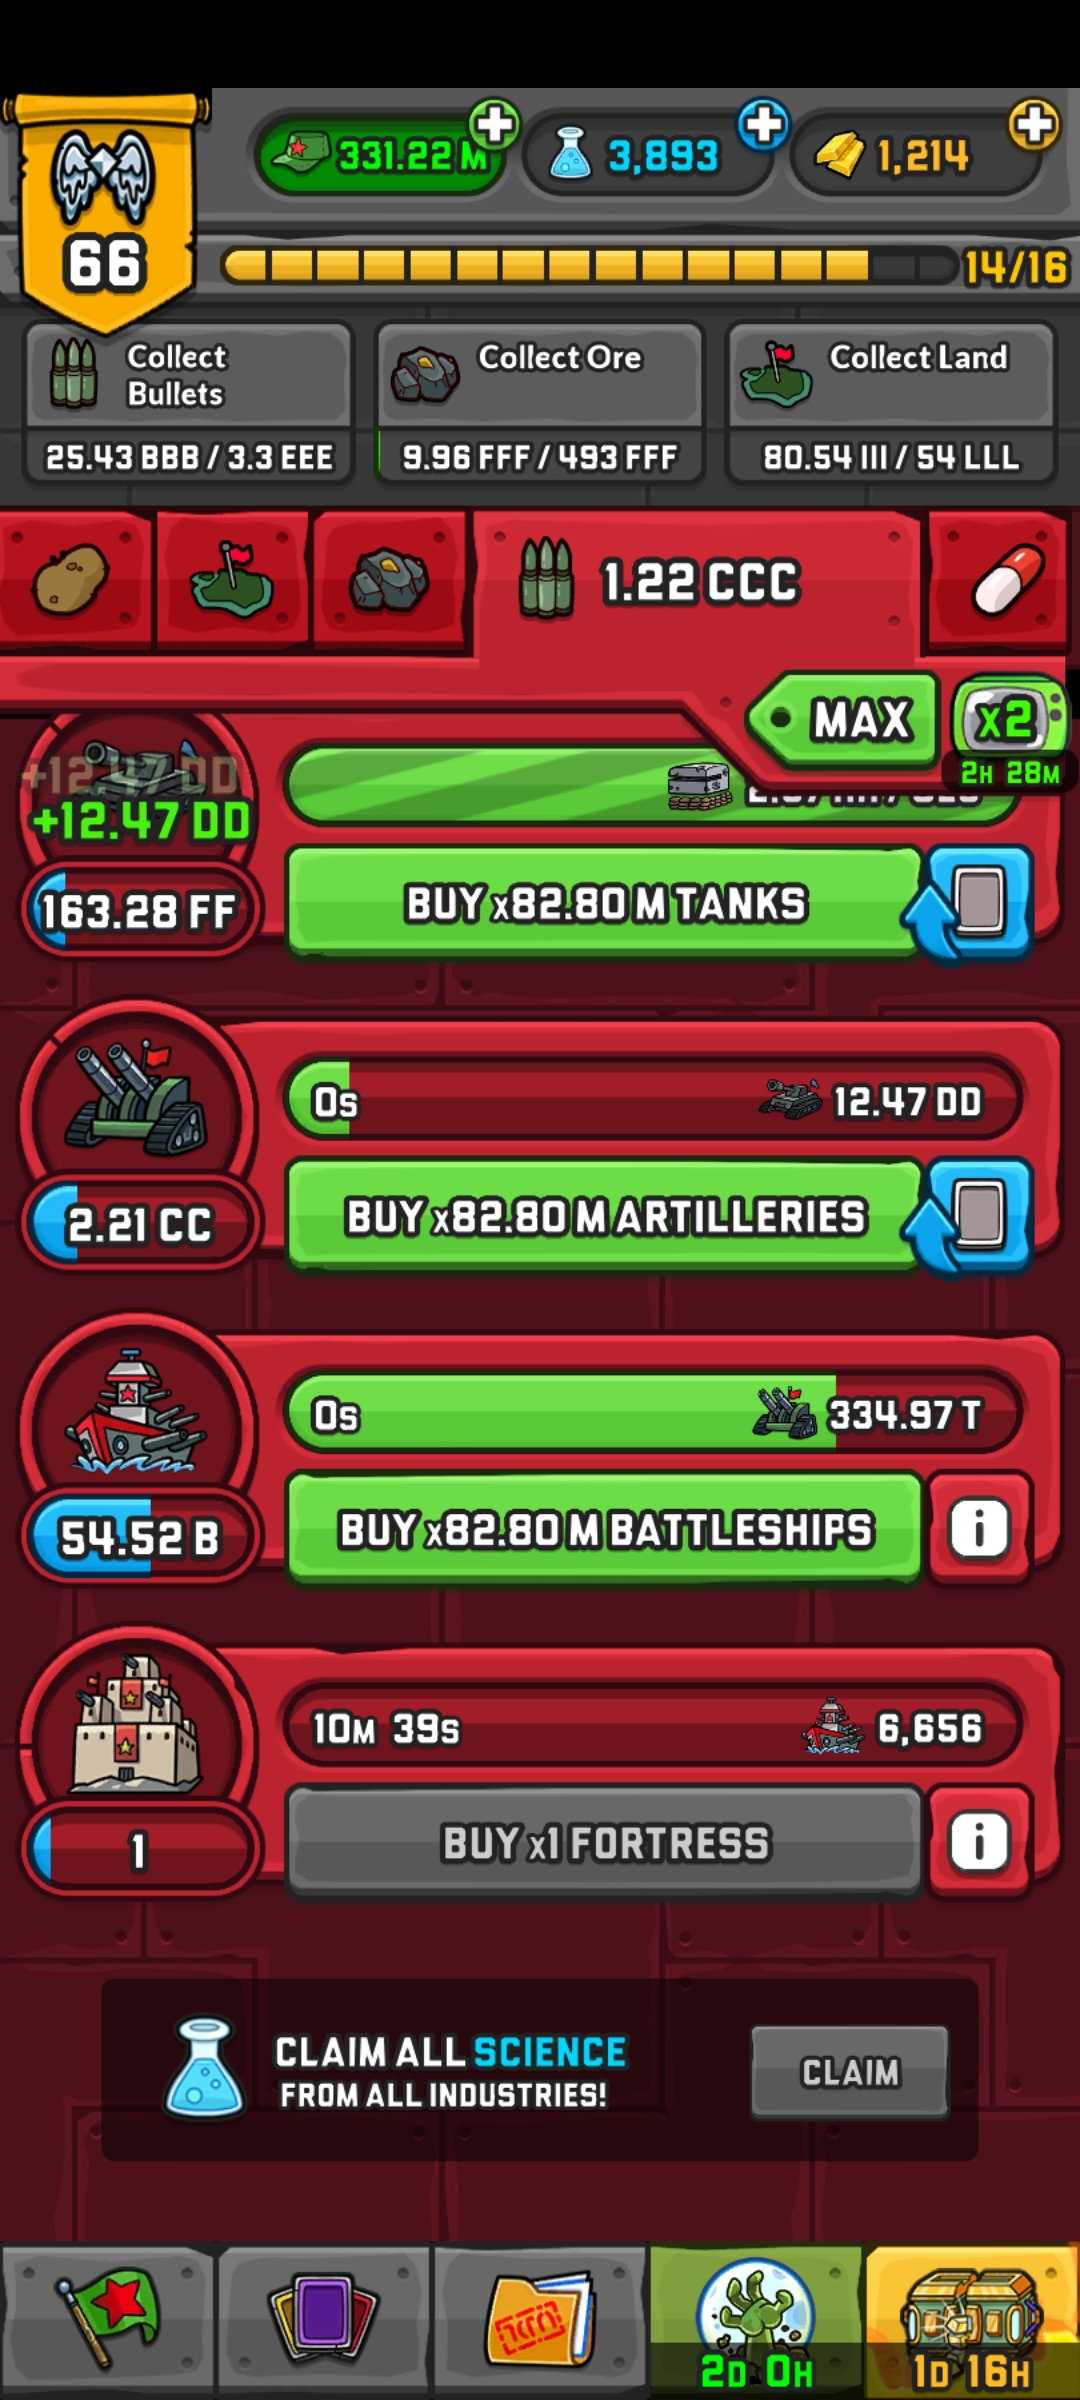 331.22 M
3,893
1,214
66
14/16
Collect
Bullets
Collect Ore
Collect Land
25.43 BBB / 3.3 EEE
9.96 FFF / 493 FFF
80.54 III / 54 LLL
1.22 CCC
MAX
x2
2H 28M
+12.47 DD
+12.47 DD
163.28 FF
BUY x82.80 M TANKS
0s
12.47 DD
2.21 CC
BUY x82.80 M ARTILLERIES
0s
334.97 T
54.52 B
BUY x82.80 M BATTLESHIPS
i
10M 39s
6,656
1
BUY x1 FORTRESS
i
CLAIM ALL SCIENCE
FROM ALL INDUSTRIES!
CLAIM
2D 0H
1D 16H